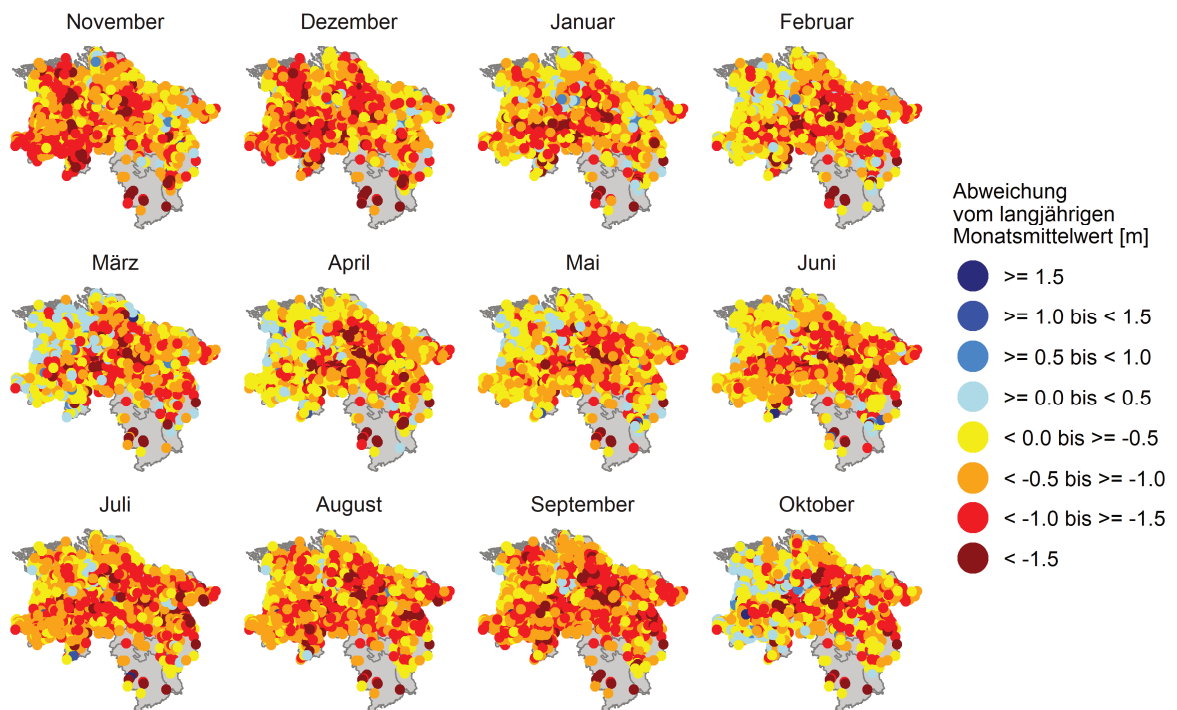 November
Dezember
Januar
Februar
März
April
Mai
Juni
Juli
August
September
Oktober
Abweichung
vom langjährigen
Monatsmittelwert [m]
>= 1.5
>= 1.0 bis < 1.5
>= 0.5 bis < 1.0
>= 0.0 bis < 0.5
< 0.0 bis >= -0.5
< -0.5 bis >= -1.0
< -1.0 bis >= -1.5
< -1.5